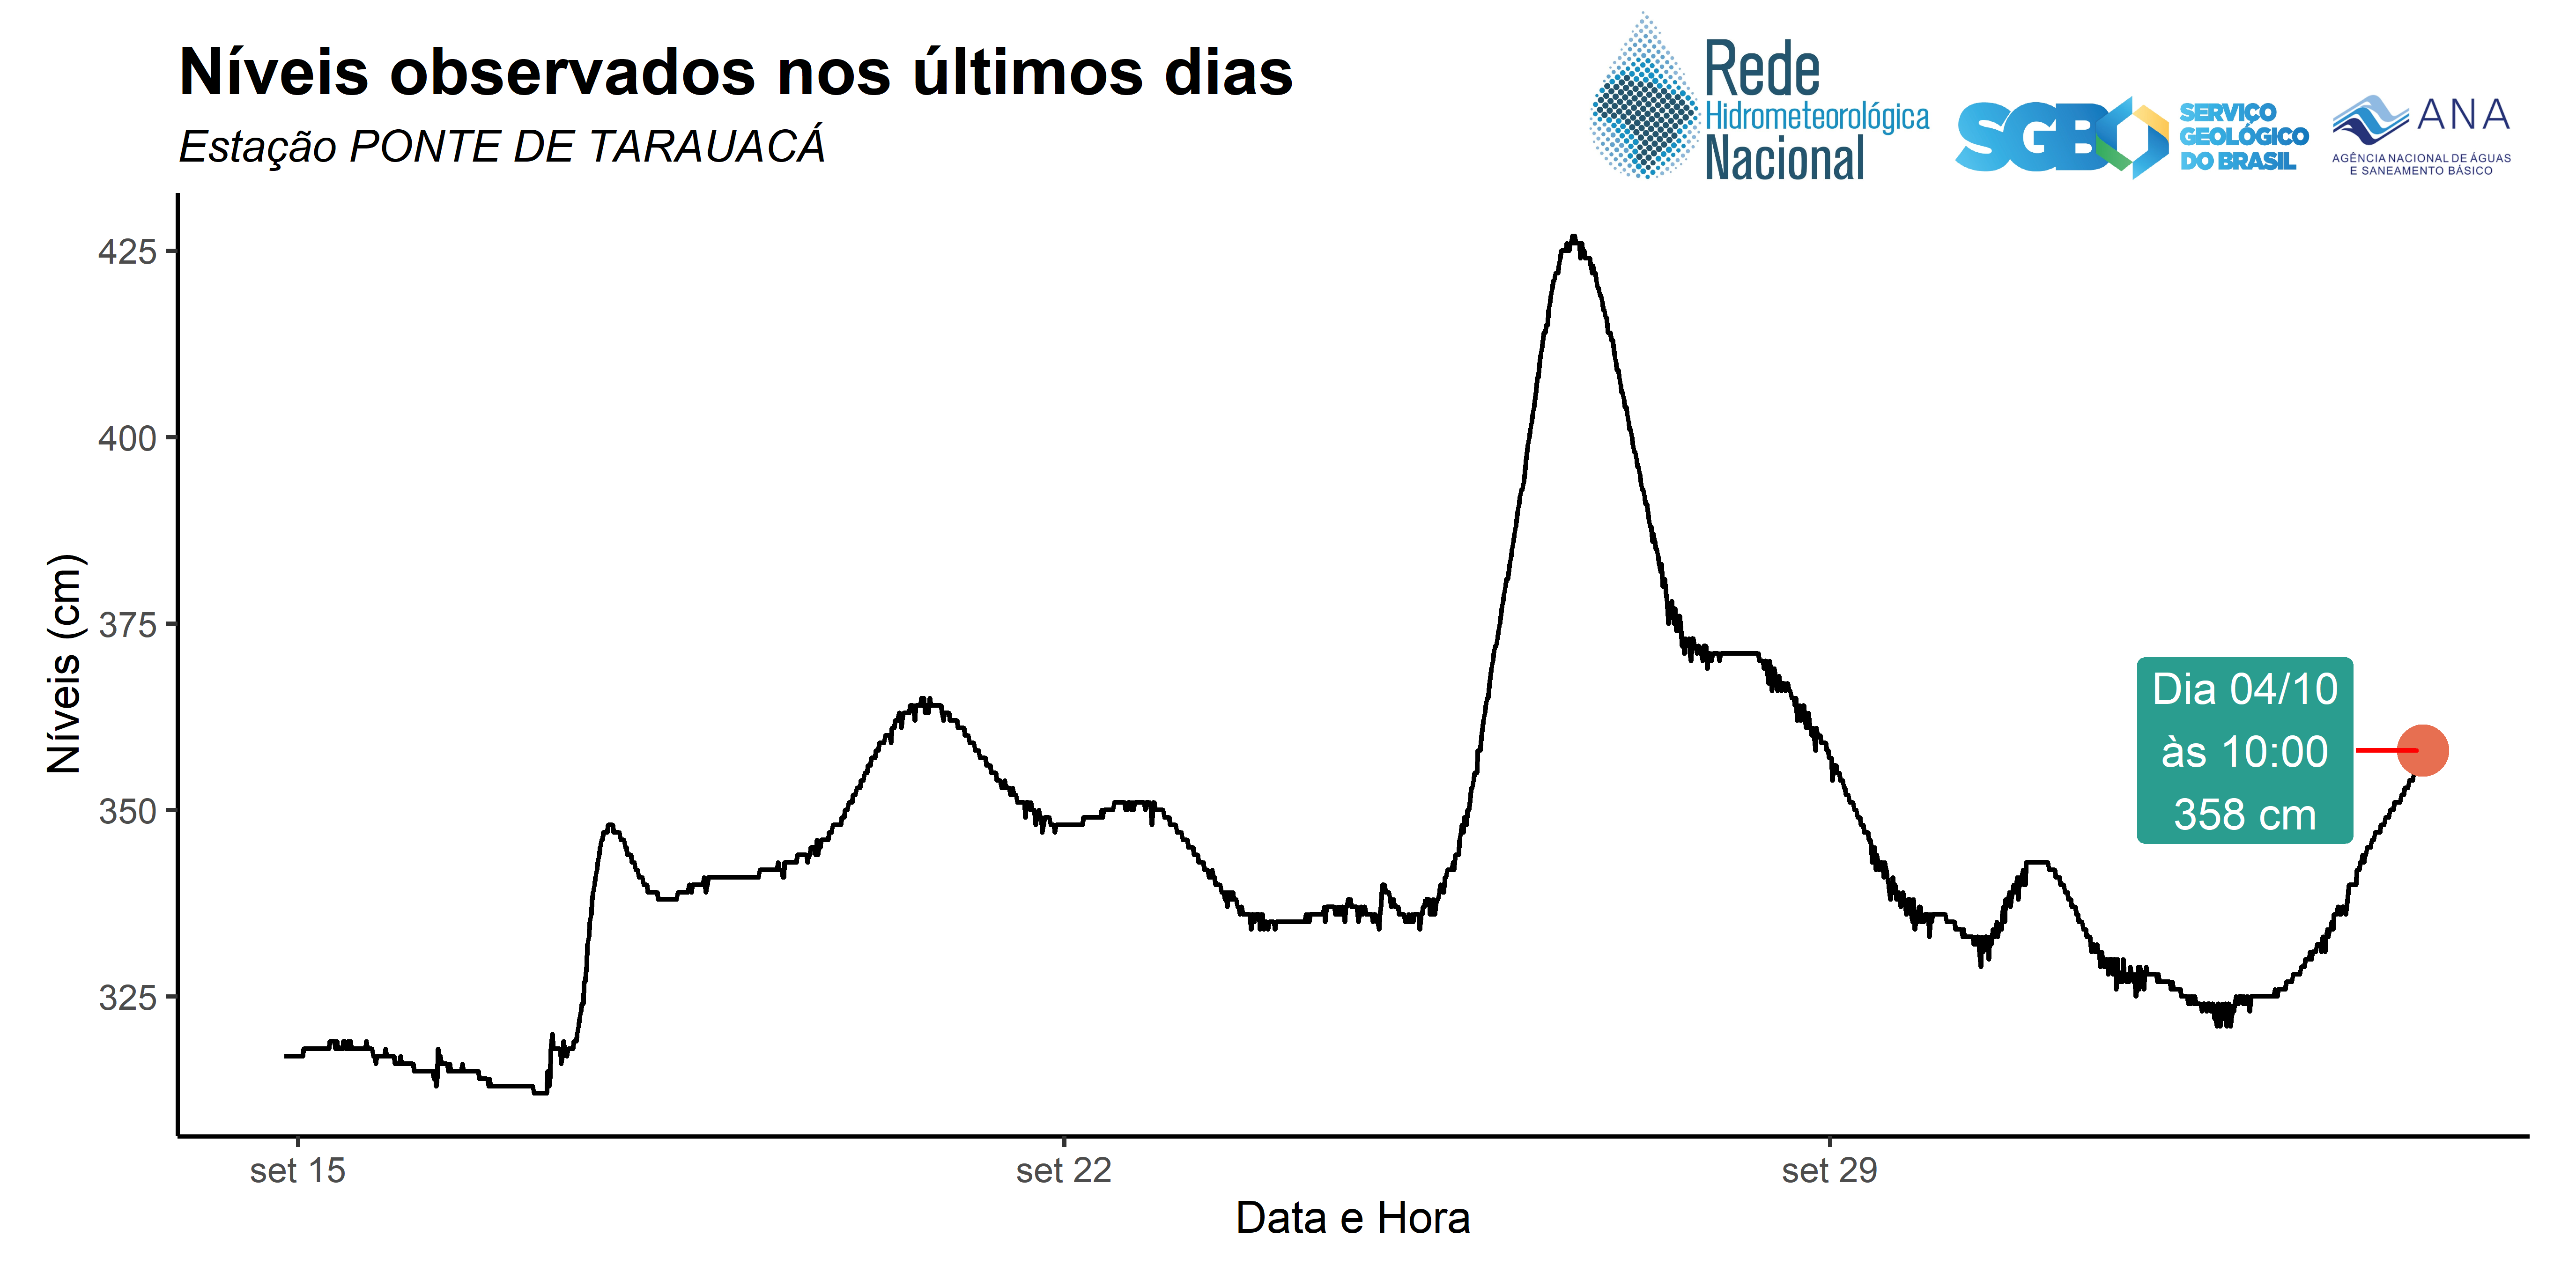 Níveis observados nos últimos dias
Estação PONTE DE TARAUACÁ
Rede
Hidrometeorológica
Nacional
SGB
SERVIÇO
GEOLÓGICO
DO BRASIL
ANA
AGÊNCIA NACIONAL DE ÁGUAS
E SANEAMENTO BÁSICO
Níveis (cm)
425
400
375
350
325
Dia 04/10
às 10:00
358 cm
set 15
set 22
set 29
Data e Hora